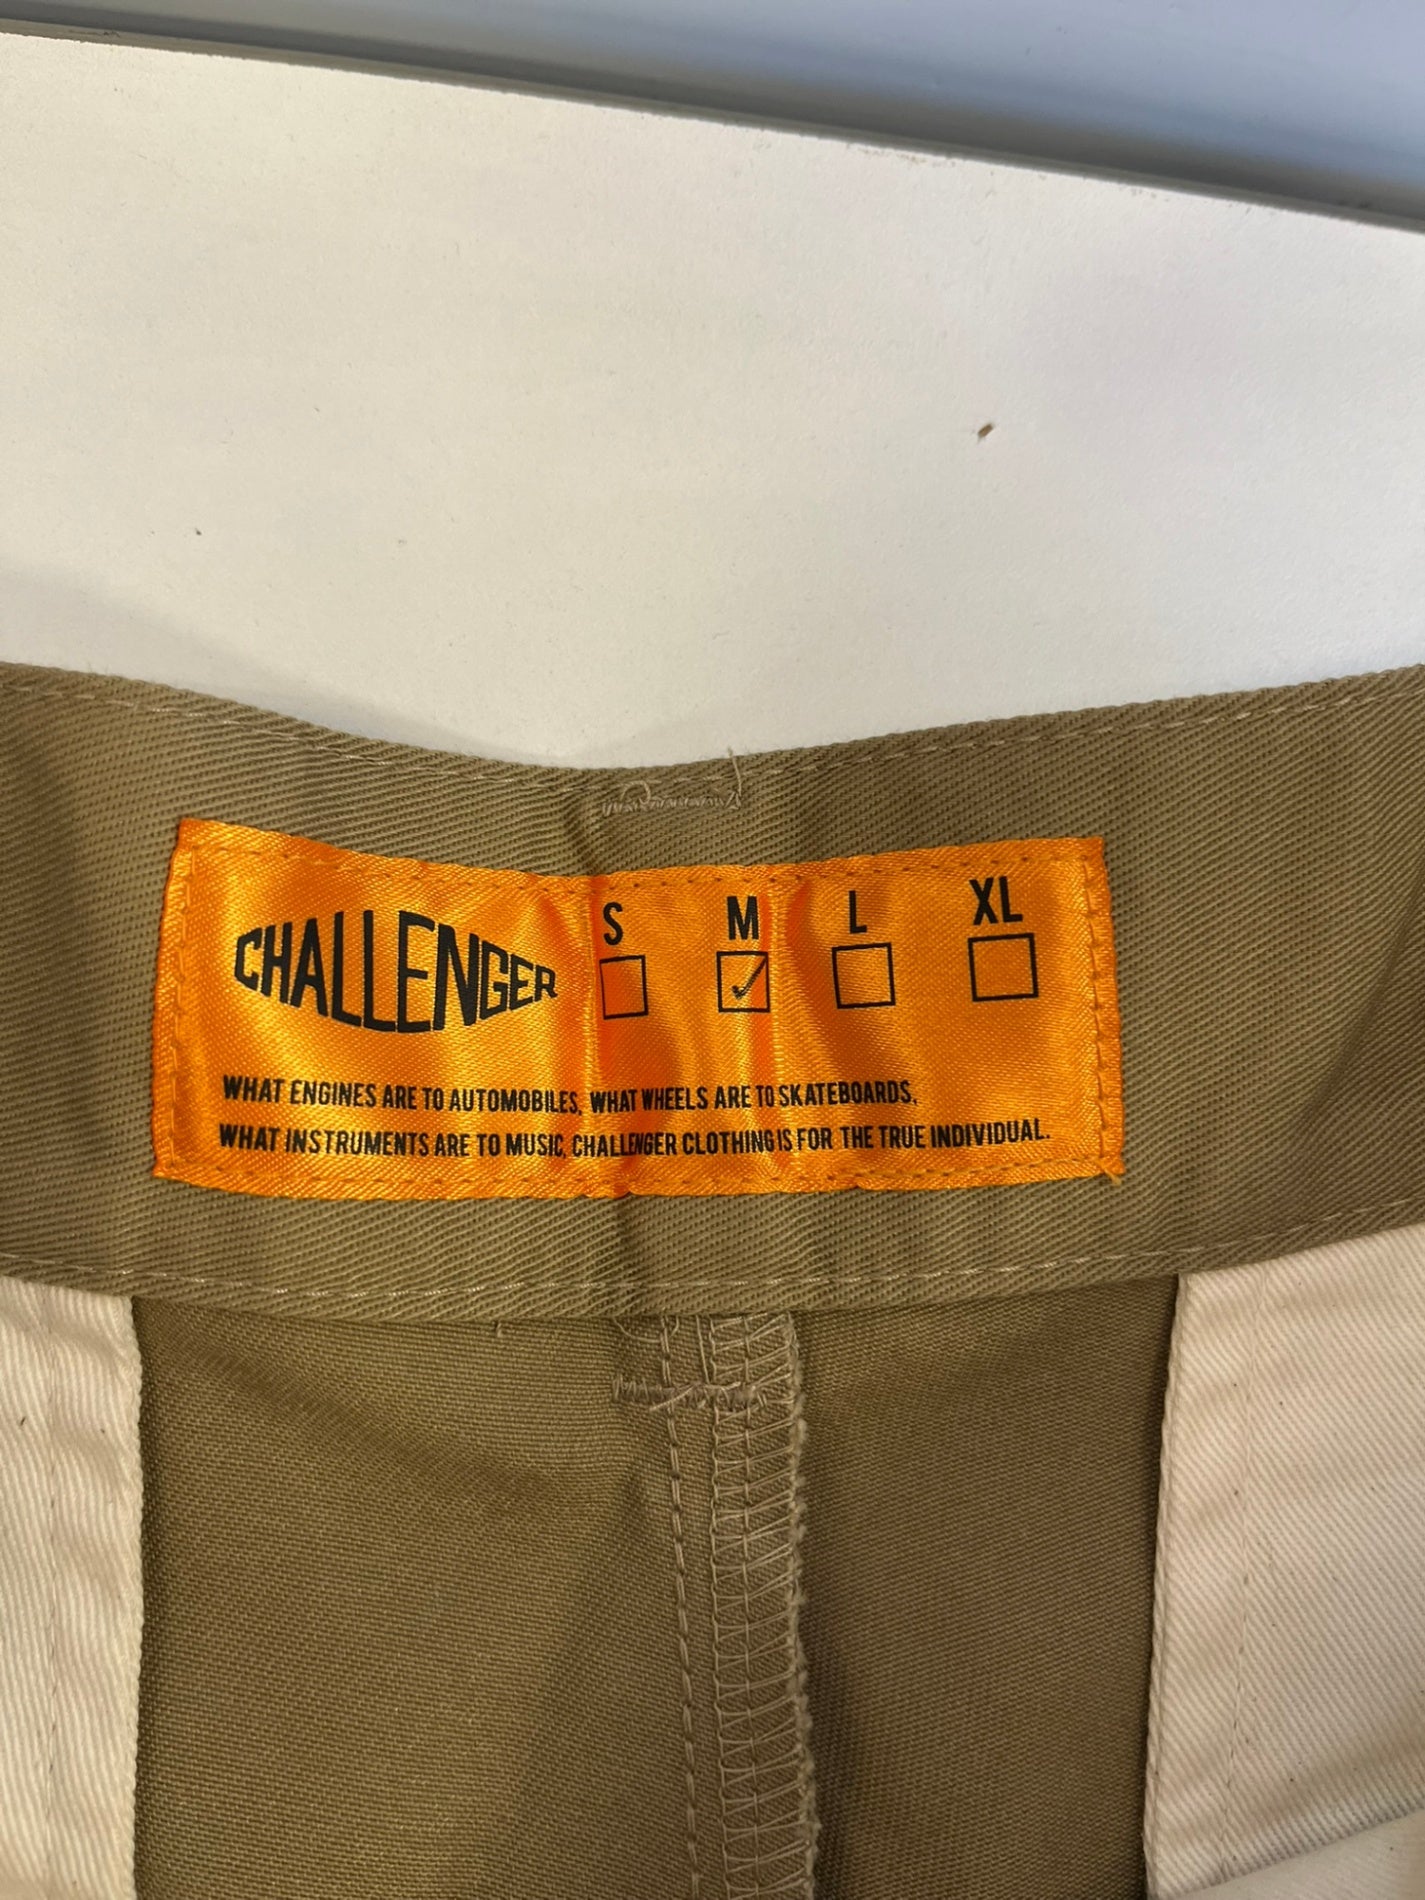 CHALLENGER
S M L XL
WHAT ENGINES ARE TO AUTOMOBILES, WHAT WHEELS ARE TO SKATEBOARDS,
WHAT INSTRUMENTS ARE TO MUSIC, CHALLENGER CLOTHING IS FOR THE TRUE INDIVIDUAL.